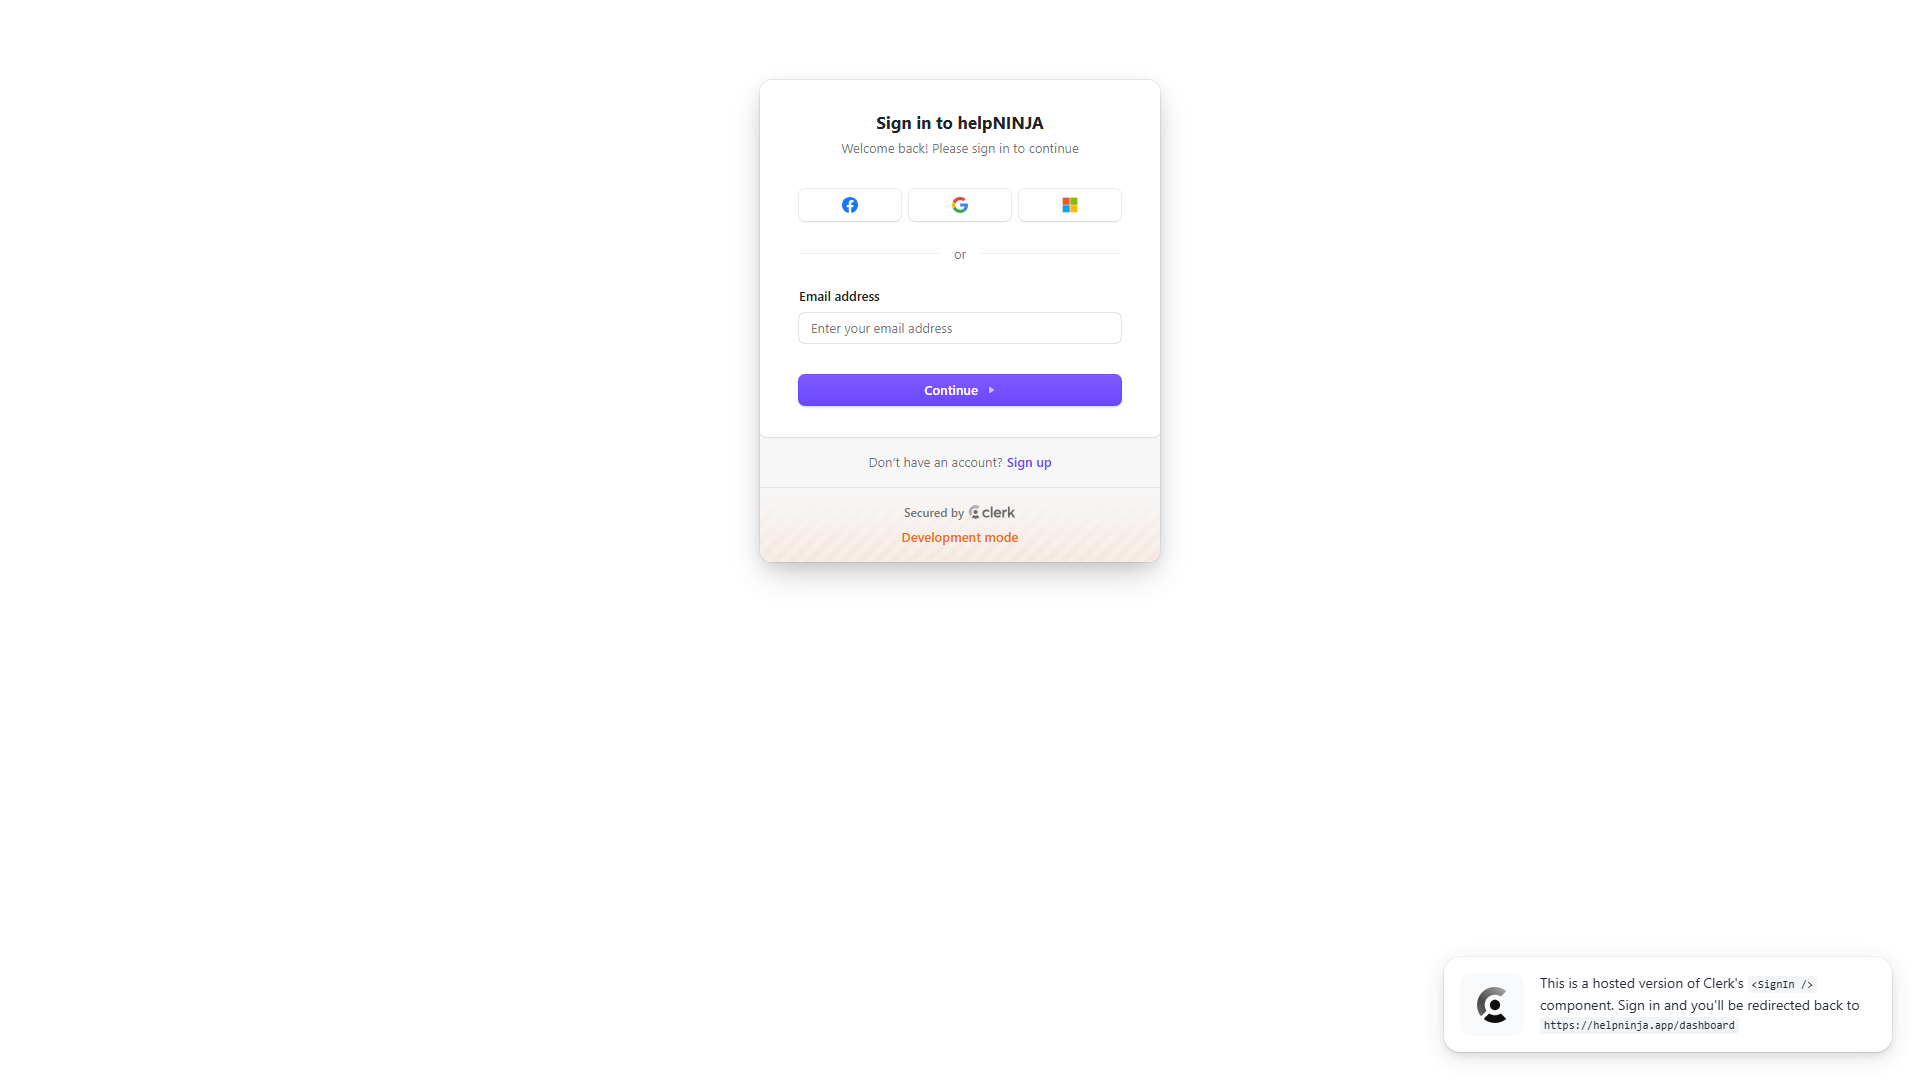 Sign in to helpNINJA
Welcome back! Please sign in to continue
or
Email address
Enter your email address
Continue
Don’t have an account? Sign up
Secured by clerk
Development mode
This is a hosted version of Clerk's <SignIn />
component. Sign in and you'll be redirected back to
https://helpninja.app/dashboard